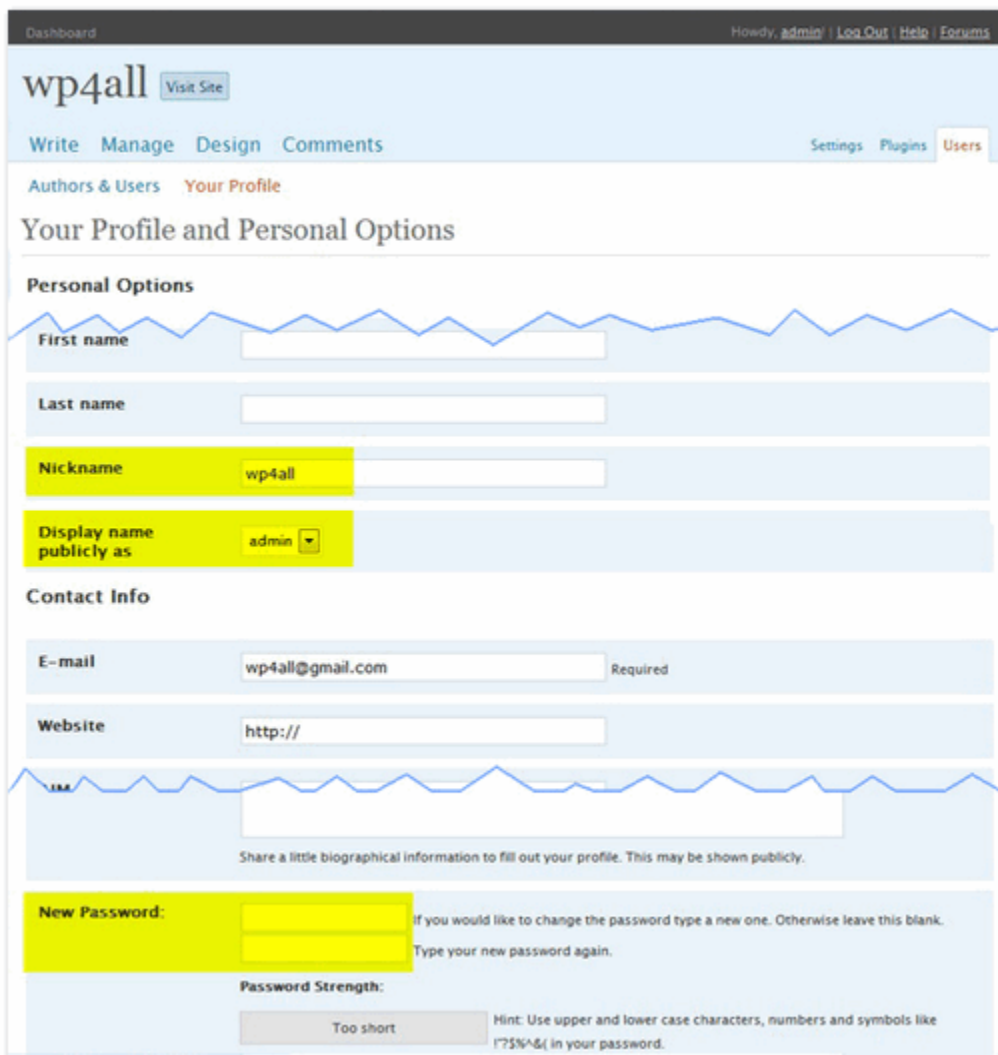 Dashboard Howdy, admin! | Log Out | Help | Forums
wp4all Visit Site
Write Manage Design Comments Settings Plugins Users
Authors & Users Your Profile
Your Profile and Personal Options
Personal Options
First name
Last name
Nickname wp4all
Display name
publicly as admin
Contact Info
E-mail wp4all@gmail.com Required
Website http://
Share a little biographical information to fill out your profile. This may be shown publicly.
New Password: If you would like to change the password type a new one. Otherwise leave this blank.
Type your new password again.
Password Strength:
Too short Hint: Use upper and lower case characters, numbers and symbols like
!"?$%^&( in your password.